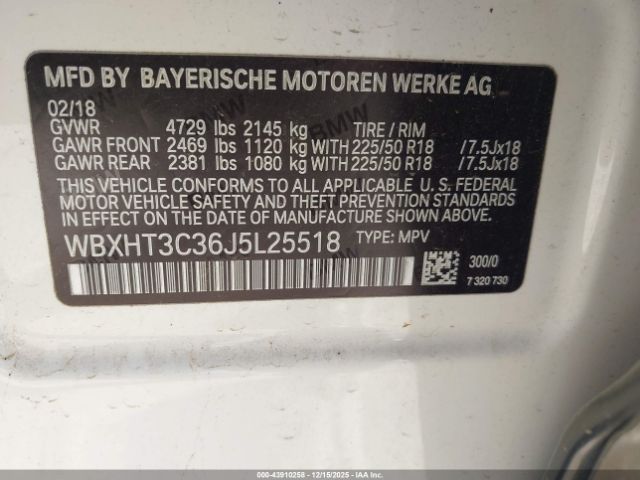 MFD BY BAYERISCHE MOTOREN WERKE AG
02/18
GVWR 4729 lbs 2145 kg TIRE / RIM
GAWR FRONT 2469 lbs 1120 kg WITH 225/50 R18 /7.5Jx18
GAWR REAR 2381 lbs 1080 kg WITH 225/50 R18 /7.5Jx18
THIS VEHICLE CONFORMS TO ALL APPLICABLE U. S. FEDERAL
MOTOR VEHICLE SAFETY AND THEFT PREVENTION STANDARDS
IN EFFECT ON THE DATE OF MANUFACTURE SHOWN ABOVE.
WBXHT3C36J5L25518 TYPE: MPV
300/0
7 320 730
000-43910258 - 12/15/2025 - IAAI.COM